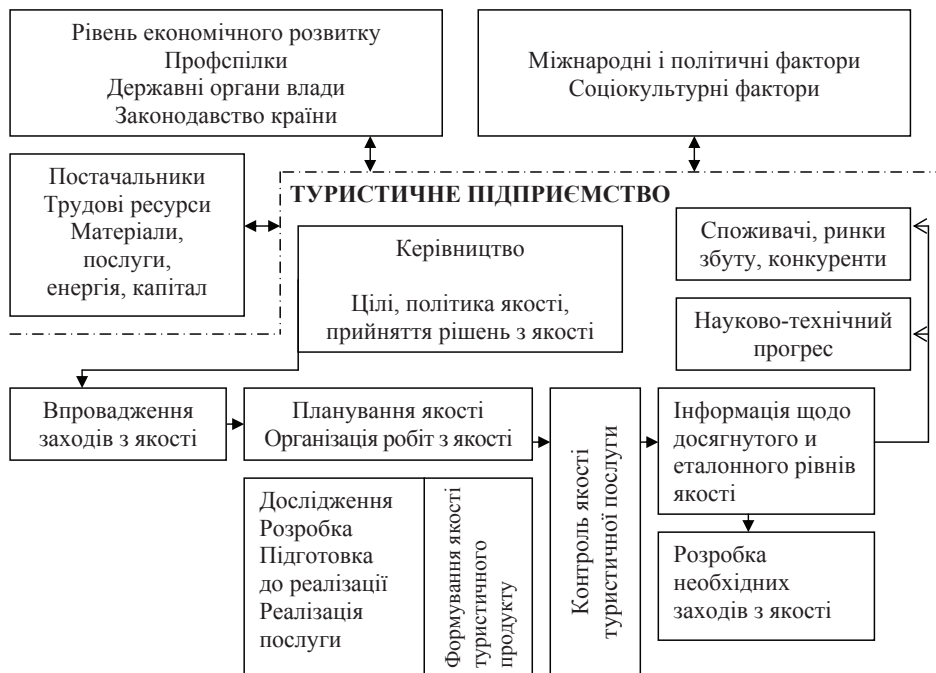 Рівень економічного розвитку
Профспілки
Державні органи влади
Законодавство країни
Міжнародні і політичні фактори
Соціокультурні фактори
Постачальники
Трудові ресурси
Матеріали,
послуги,
енергія, капітал
ТУРИСТИЧНЕ ПІДПРИЄМСТВО
Керівництво
Цілі, політика якості,
прийняття рішень з якості
Споживачі, ринки
збуту, конкуренти
Науково-технічний
прогрес
Впровадження
заходів з якості
Планування якості
Організація робіт з якості
Дослідження
Розробка
Підготовка
до реалізації
Реалізація
послуги
Формування якості
туристичного
продукту
Контроль якості
туристичної послуги
Інформація щодо
досягнутого и
еталонного рівнів
якості
Розробка
необхідних
заходів з якості